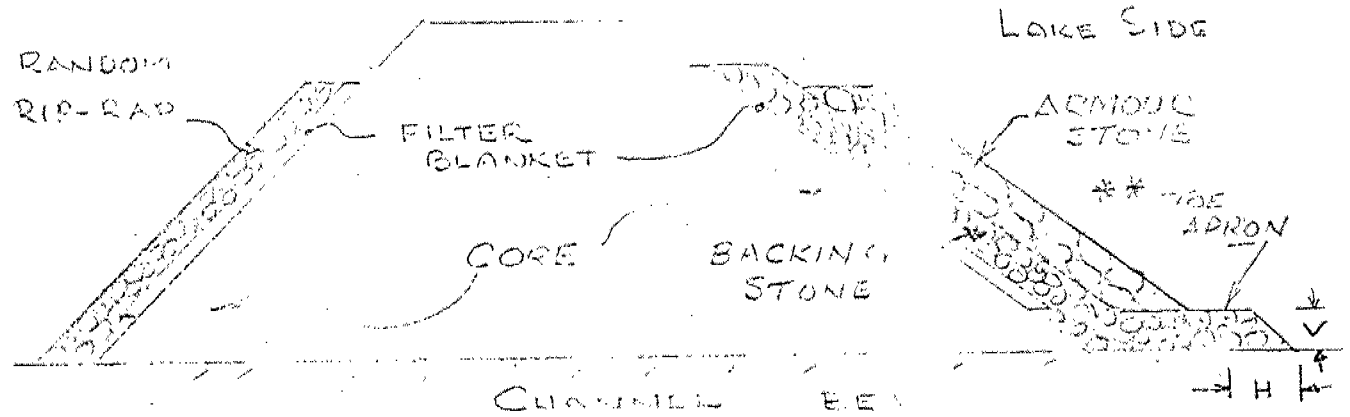 LAKE SIDE
RANDOM
RIP-RAP
FILTER
BLANKET
ARMOUR
STONE
** TOE
APRON
CORE
BACKING
STONE
V
H
CHANNEL